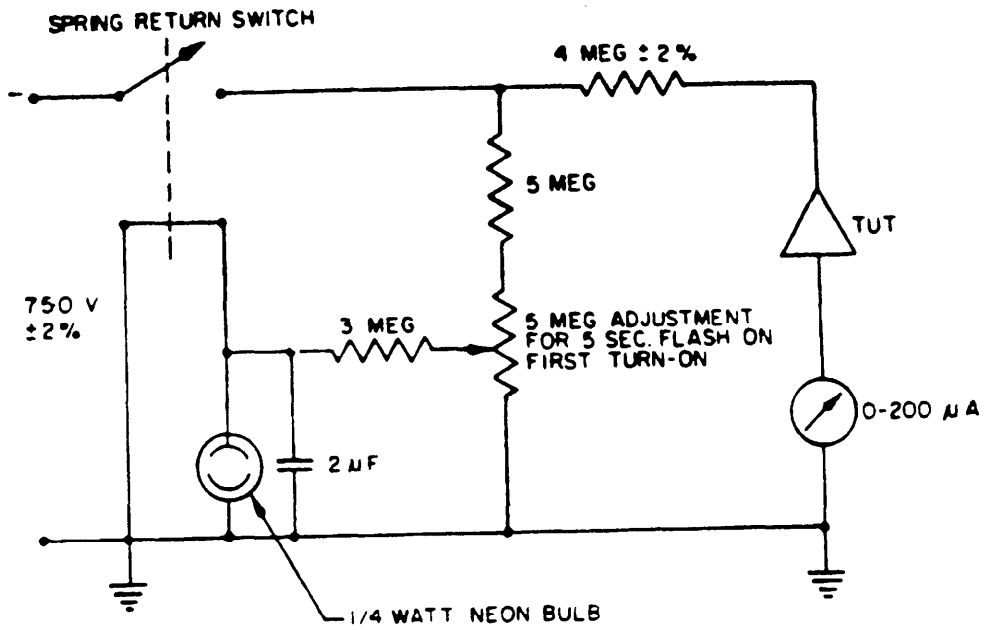 SPRING RETURN SWITCH
4 MEG ± 2%
-
5 MEG
TUT
750 V
±2%
3 MEG
5 MEG ADJUSTMENT
FOR 5 SEC. FLASH ON
FIRST TURN-ON
0-200 µA
2 µF
1/4 WATT NEON BULB